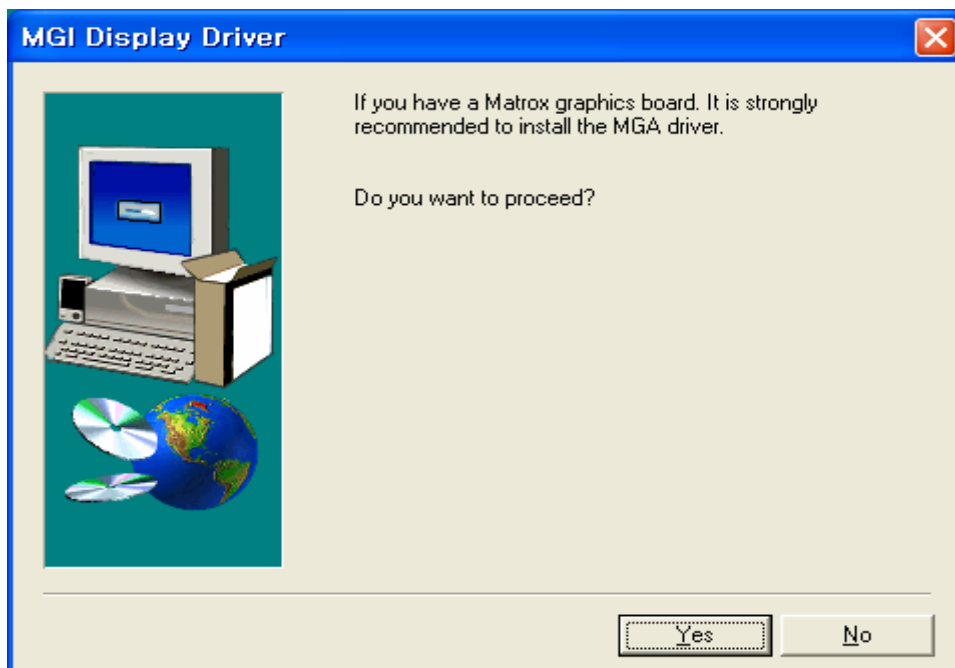 MGI Display Driver
If you have a Matrox graphics board. It is strongly
recommended to install the MGA driver.
Do you want to proceed?
Yes
No